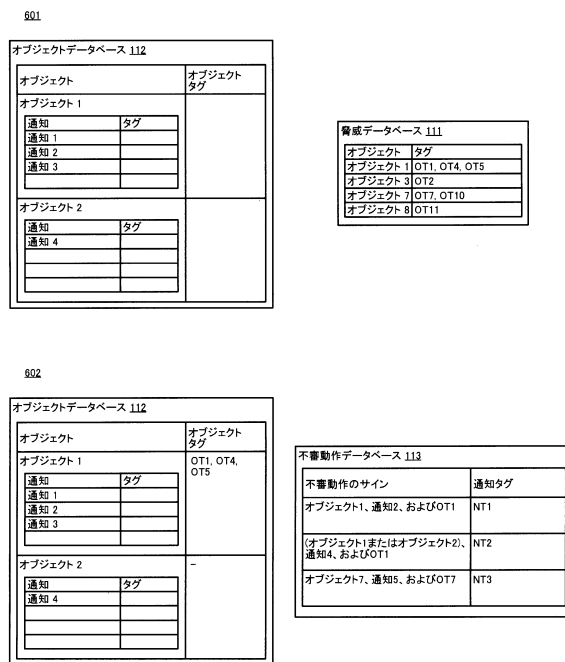 601
オブジェクトデータベース 112
オブジェクト
オブジェクト
タグ
オブジェクト 1
通知 タグ
通知 1
通知 2
通知 3
オブジェクト 2
通知 タグ
通知 4
脅威データベース 111
オブジェクト タグ
オブジェクト 1 OT1, OT4, OT5
オブジェクト 3 OT2
オブジェクト 7 OT7, OT10
オブジェクト 8 OT11
602
オブジェクトデータベース 112
オブジェクト
オブジェクト
タグ
オブジェクト 1
OT1, OT4,
OT5
通知 タグ
通知 1
通知 2
通知 3
オブジェクト 2 -
通知 タグ
通知 4
不審動作データベース 113
不審動作のサイン 通知タグ
オブジェクト1、通知2、およびOT1 NT1
(オブジェクト1またはオブジェクト2)、
通知4、およびOT1
NT2
オブジェクト7、通知5、およびOT7 NT3